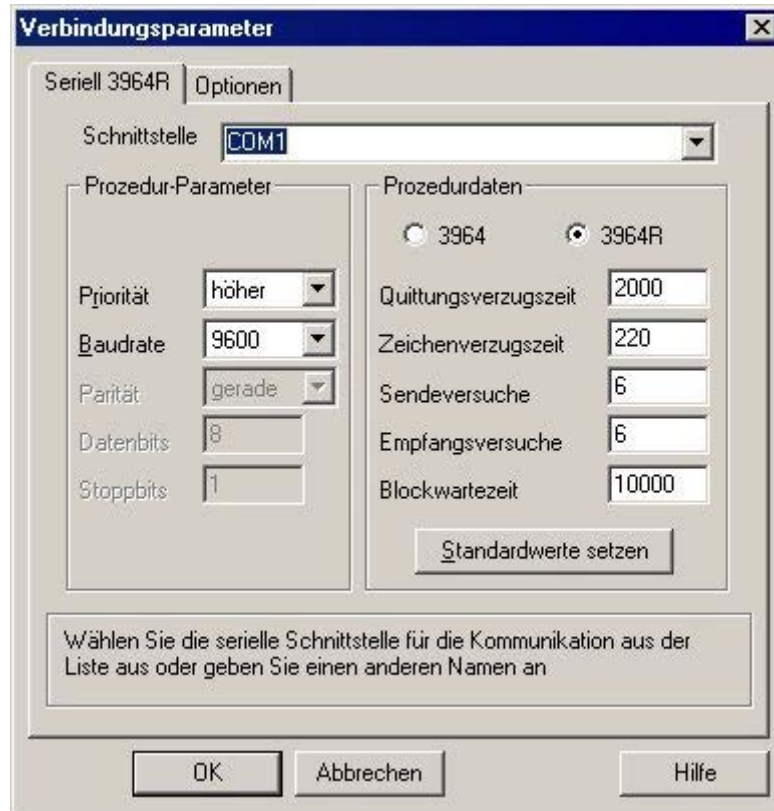 Verbindungsparameter
Seriell 3964R
Optionen
Schnittstelle COM1
Prozedur-Parameter
Priorität höher
Baudrate 9600
Parität gerade
Datenbits 8
Stoppbits 1
Prozedurdaten
3964 3964R
Quittungsverzugszeit 2000
Zeichenverzugszeit 220
Sendeversuche 6
Empfangsversuche 6
Blockwartezeit 10000
Standardwerte setzen
Wählen Sie die serielle Schnittstelle für die Kommunikation aus der
Liste aus oder geben Sie einen anderen Namen an
OK
Abbrechen
Hilfe